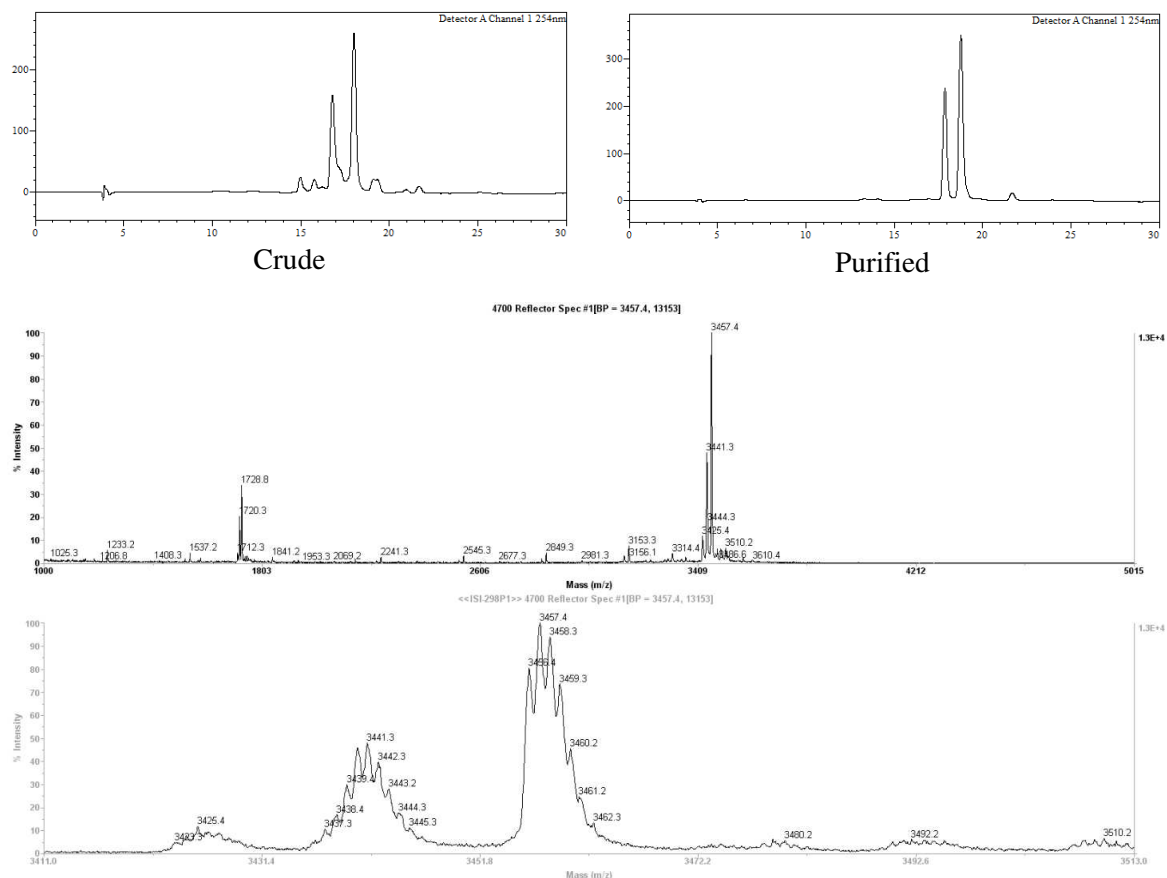 Detector A Channel 1 254nm
200
100
0
0 5 10 15 20 25 30
Crude
Detector A Channel 1 254nm
300
200
100
0
0 5 10 15 20 25 30
Purified
4700 Reflector Spec #1[BP = 3457.4, 13153]
3457.4
100
1.3E+4
90
80
70
60
% Intensity
50
3441.3
40
1728.8
30
720.3
3444.3
20
3425.4
10
1025.3 1233.2 1206.8 1408.3 1537.2 712.3 1841.2 1953.3 2069.2 2241.3 2545.3 2677.3 2849.3 2981.3 3153.3 3156.1 3314.4 3510.2 3610.4
0
1000 1803 2606 3409 4212 5015
Mass (m/z)
4700 Reflector Spec #1[BP = 3457.4, 13153]
3457.4
100
1.3E+4
3458.3
90
3456.4
80
3459.3
70
60
% Intensity
3460.2
50
3441.3
40
3442.3
3439.4 3443.2
30
3461.2
20
3438.4 3444.3
3425.4 3437.3 3445.3 3462.3
10
3480.2 3492.2 3510.2
0
3411.0 3431.4 3451.8 3472.2 3492.6 3513.0
Mass (m/z)